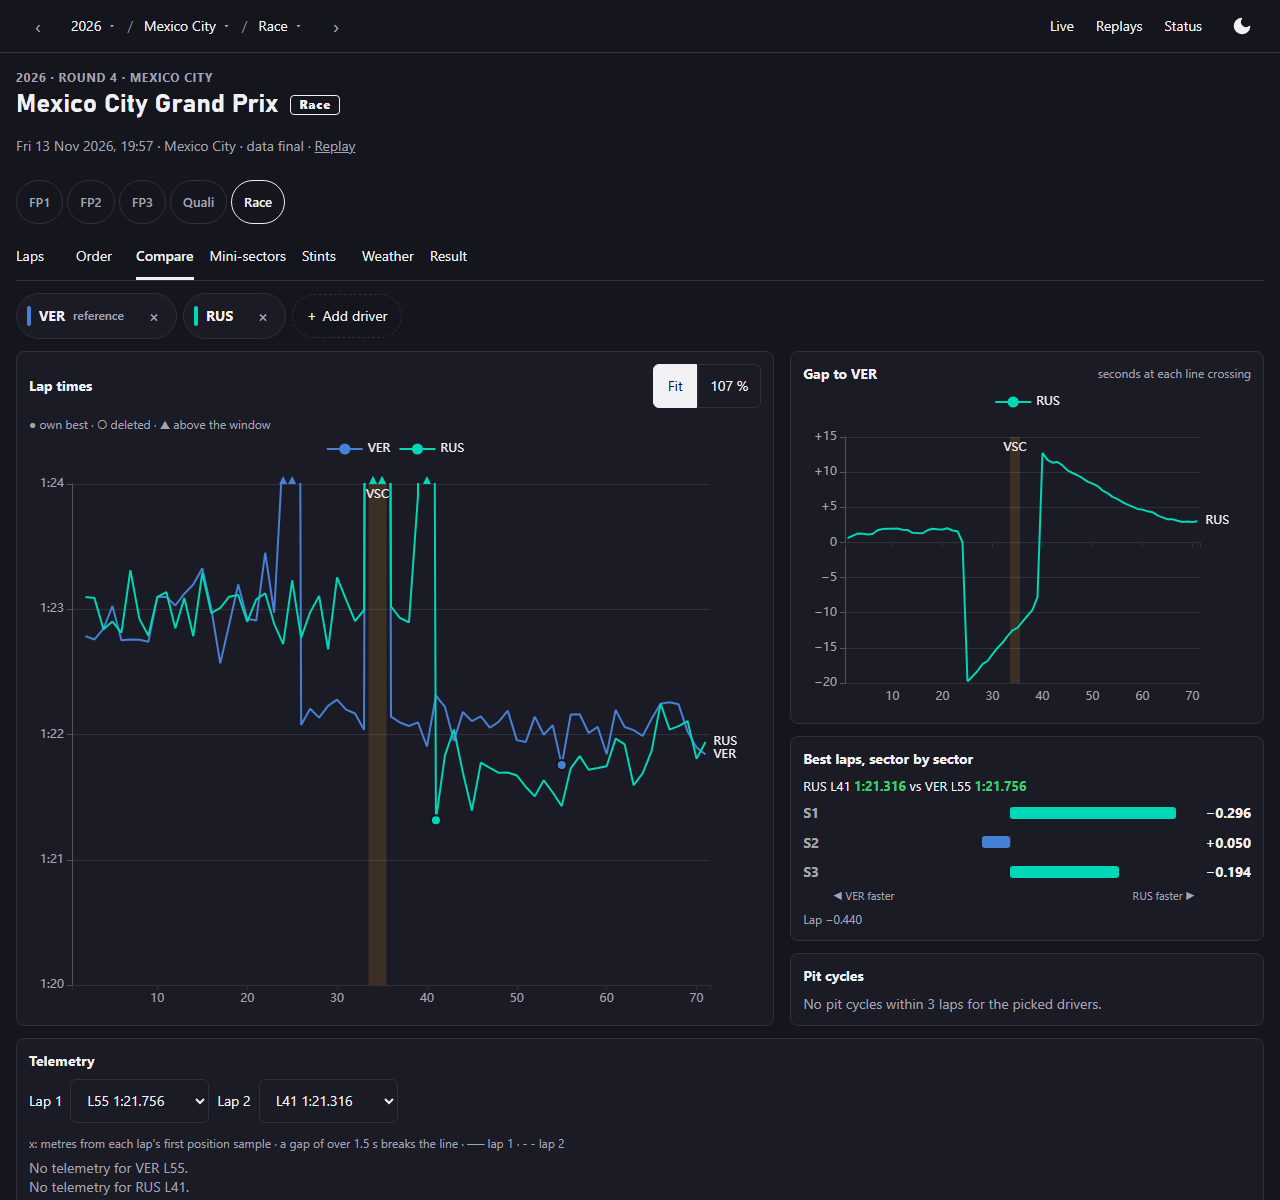 ‹ 2026 / Mexico City / Race › Live Replays Status
2026 · ROUND 4 · MEXICO CITY
Mexico City Grand Prix Race
Fri 13 Nov 2026, 19:57 · Mexico City · data final · Replay
FP1 FP2 FP3 Quali Race
Laps Order Compare Mini-sectors Stints Weather Result
VER reference × RUS × + Add driver
Lap times Fit 107 %
● own best · ○ deleted · ▲ above the window
VER RUS
1:24
VSC
1:23
1:22
RUS
VER
1:21
1:20
10 20 30 40 50 60 70
Gap to VER seconds at each line crossing
RUS
+15
VSC
+10
+5
RUS
0
−5
−10
−15
−20
10 20 30 40 50 60 70
Best laps, sector by sector
RUS L41 1:21.316 vs VER L55 1:21.756
S1 −0.296
S2 +0.050
S3 −0.194
◀ VER faster RUS faster ▶
Lap −0.440
Pit cycles
No pit cycles within 3 laps for the picked drivers.
Telemetry
Lap 1 L55 1:21.756 Lap 2 L41 1:21.316
x: metres from each lap's first position sample · a gap of over 1.5 s breaks the line · — lap 1 · - - lap 2
No telemetry for VER L55.
No telemetry for RUS L41.